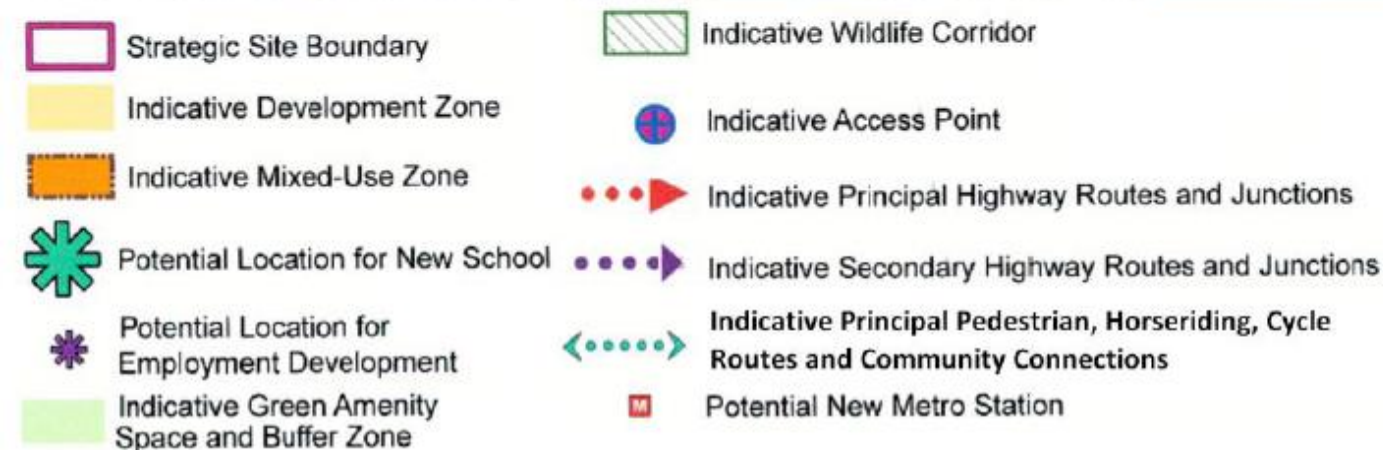 Strategic Site Boundary
Indicative Development Zone
Indicative Mixed-Use Zone
Potential Location for New School
Potential Location for
Employment Development
Indicative Green Amenity
Space and Buffer Zone
Indicative Wildlife Corridor
Indicative Access Point
Indicative Principal Highway Routes and Junctions
Indicative Secondary Highway Routes and Junctions
Indicative Principal Pedestrian, Horseriding, Cycle
Routes and Community Connections
M Potential New Metro Station